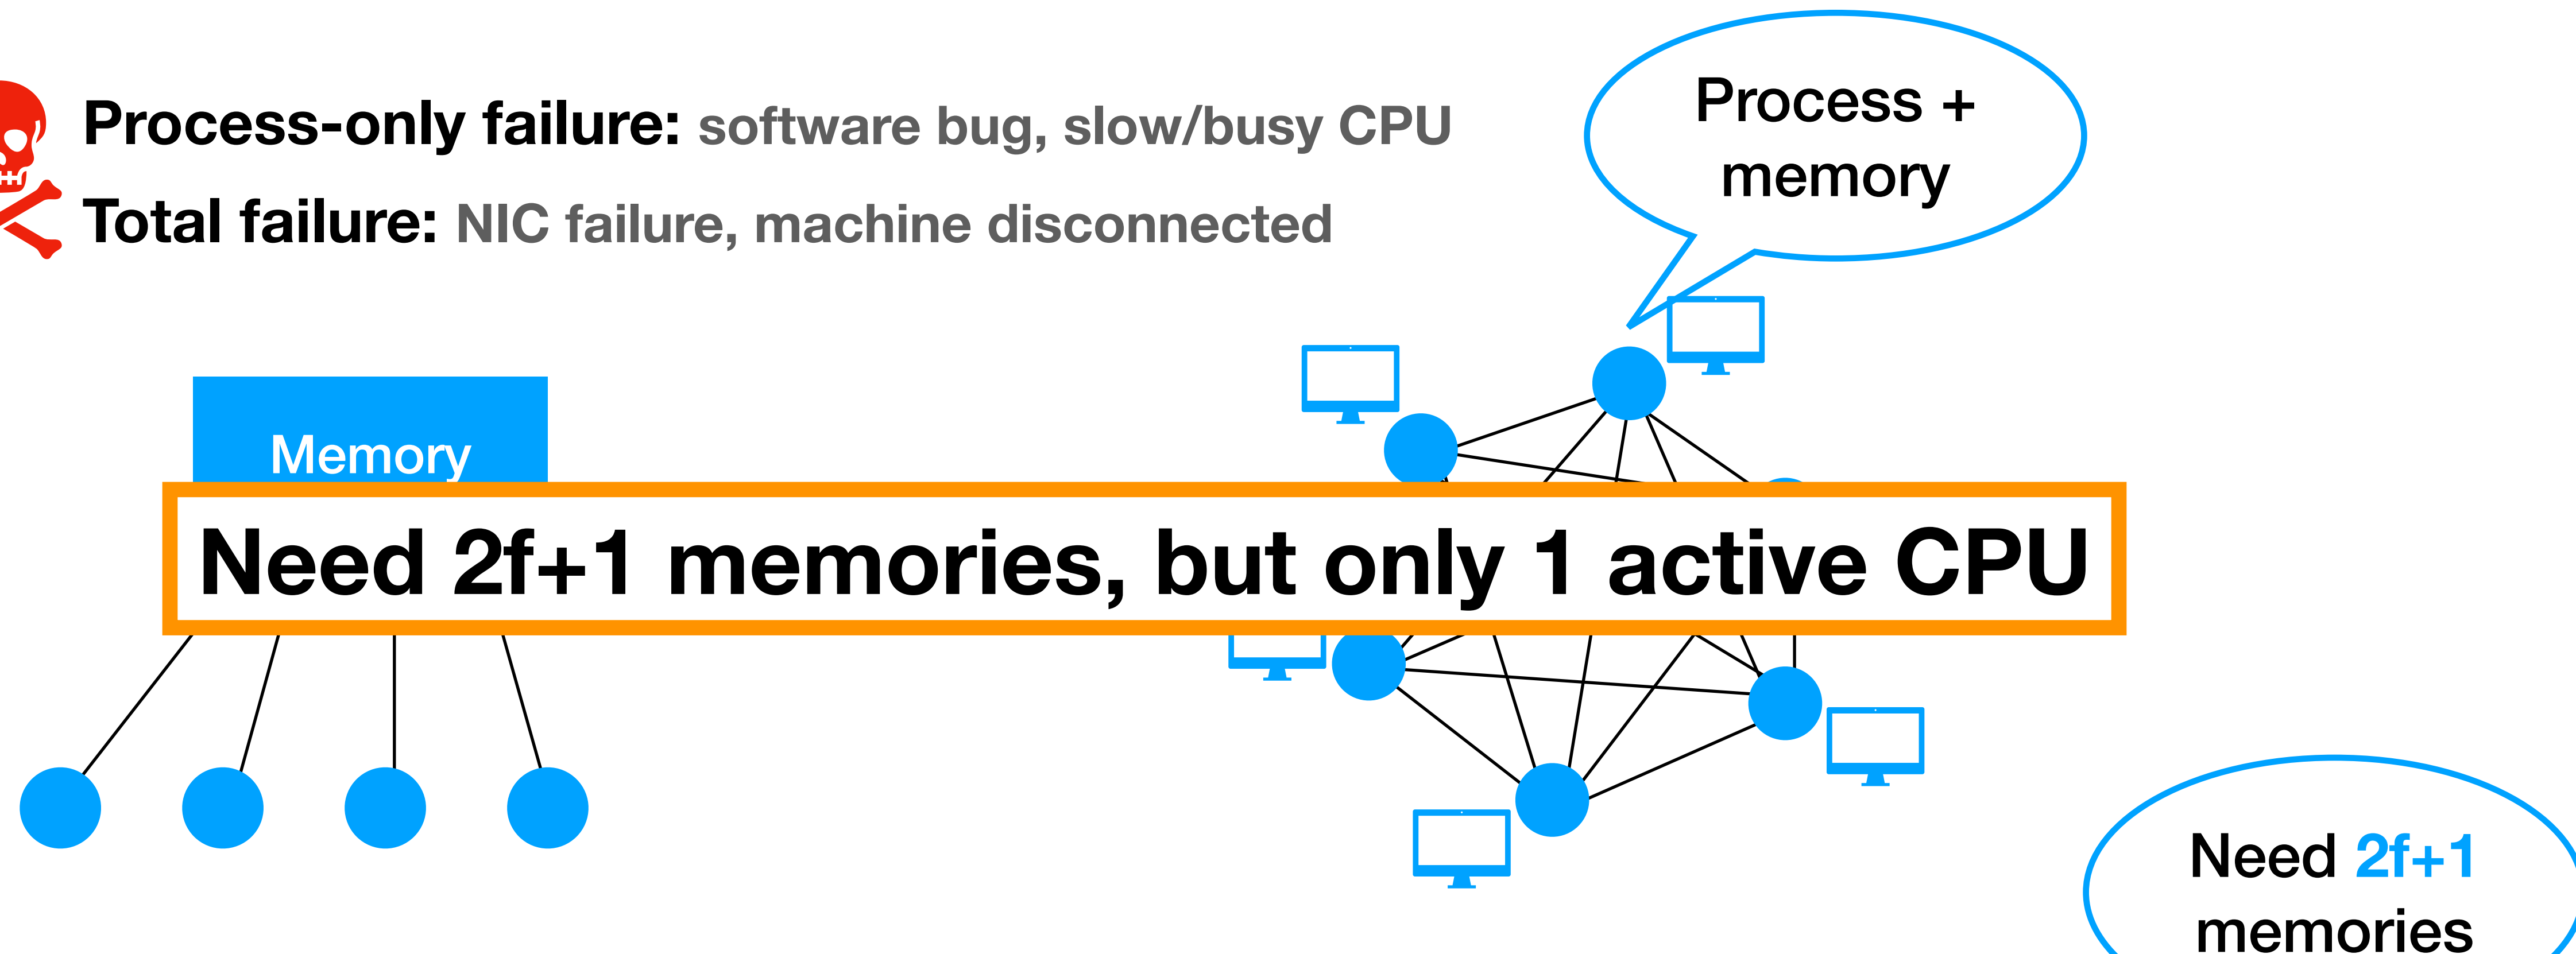 Process-only failure: software bug, slow/busy CPU
Total failure: NIC failure, machine disconnected
Process +
memory
Memory
Need 2f+1 memories, but only 1 active CPU
Need 2f+1
memories